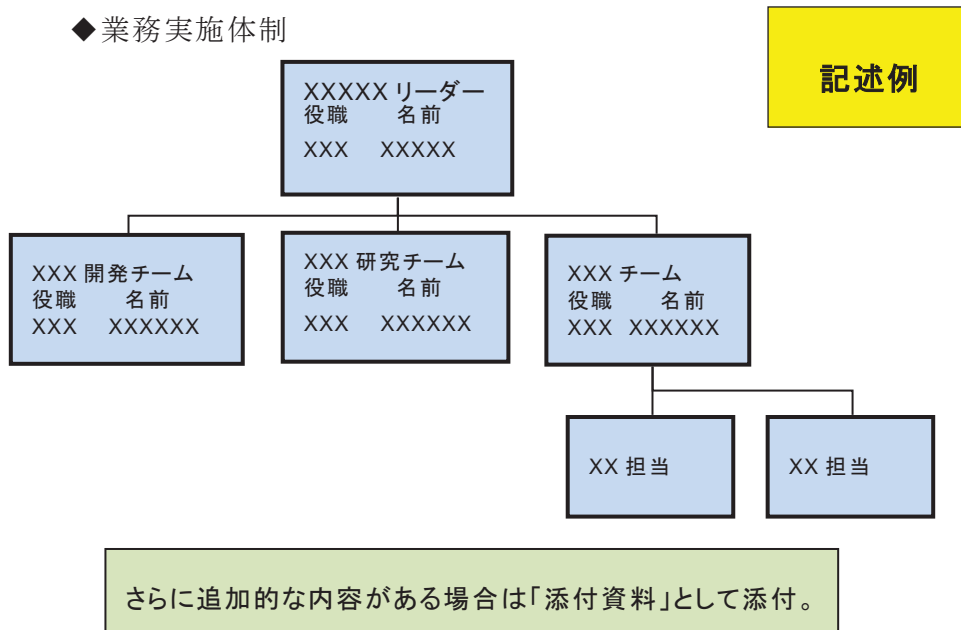 ◆業務実施体制
記述例
XXXXX リーダー
役職 名前
XXX XXXXX
XXX 開発チーム
役職 名前
XXX XXXXXX
XXX 研究チーム
役職 名前
XXX XXXXXX
XXX チーム
役職 名前
XXX XXXXXX
XX 担当
XX 担当
さらに追加的な内容がある場合は「添付資料」として添付。